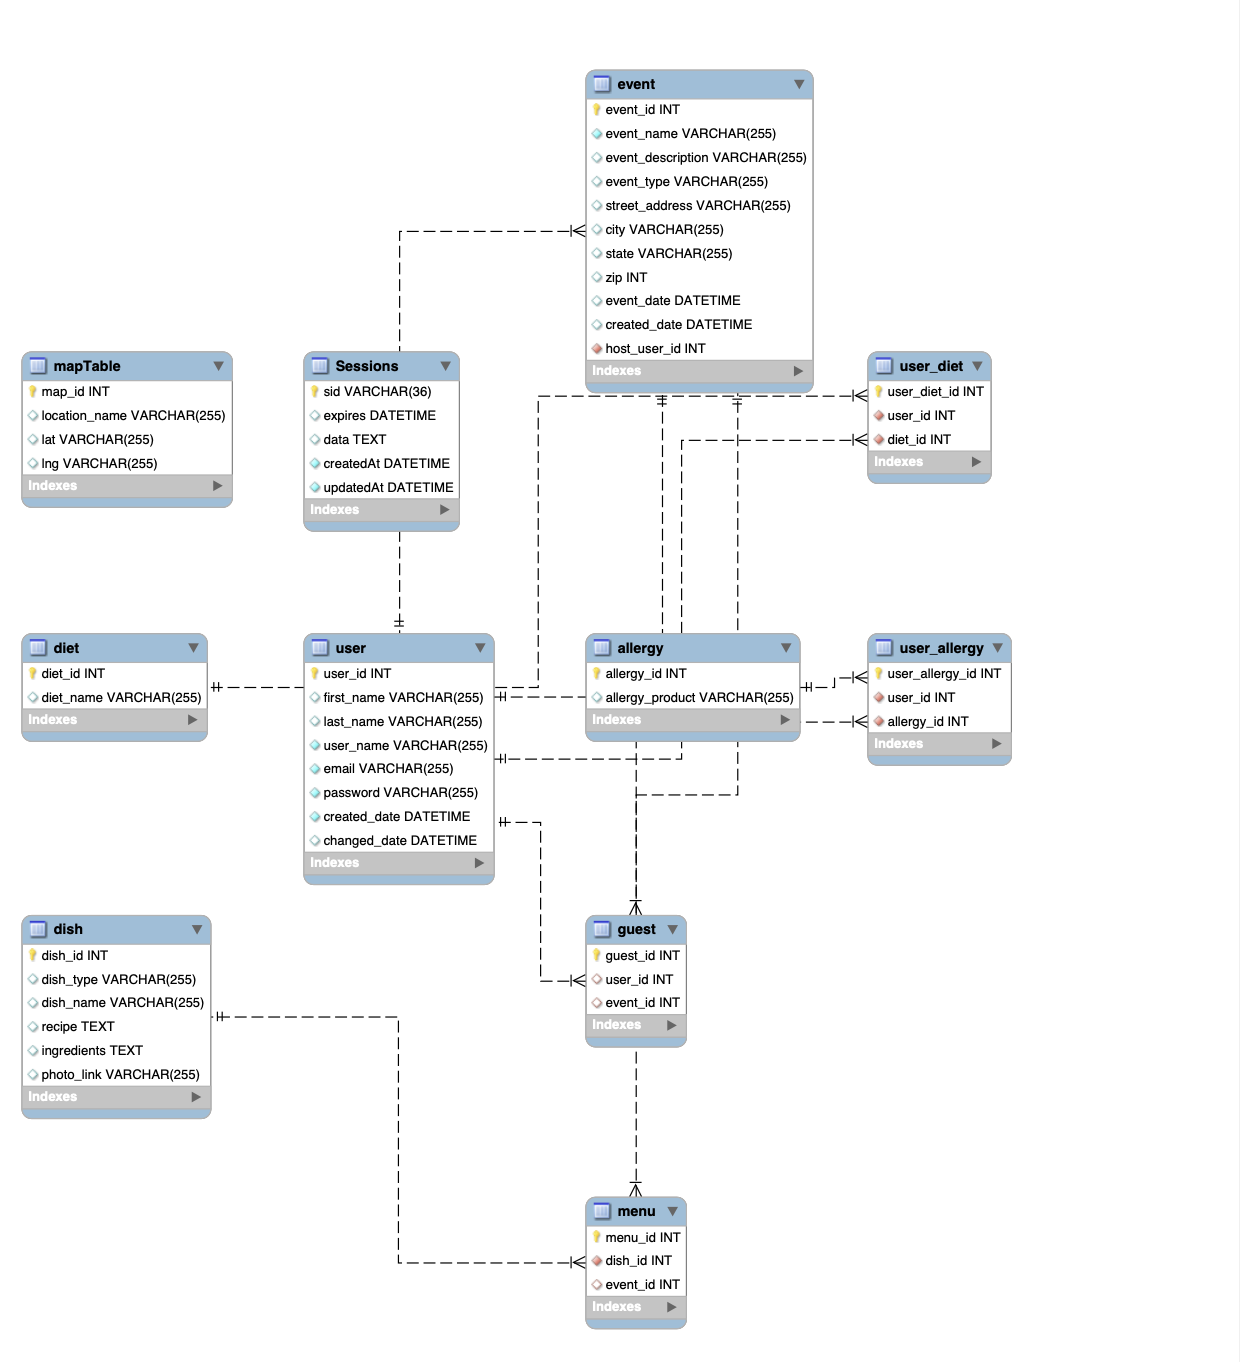 event
event_id INT
event_name VARCHAR(255)
event_description VARCHAR(255)
event_type VARCHAR(255)
street_address VARCHAR(255)
city VARCHAR(255)
state VARCHAR(255)
zip INT
event_date DATETIME
created_date DATETIME
host_user_id INT
Indexes
mapTable
map_id INT
location_name VARCHAR(255)
lat VARCHAR(255)
lng VARCHAR(255)
Indexes
Sessions
sid VARCHAR(36)
expires DATETIME
data TEXT
createdAt DATETIME
updatedAt DATETIME
Indexes
user_diet
user_diet_id INT
user_id INT
diet_id INT
Indexes
diet
diet_id INT
diet_name VARCHAR(255)
Indexes
user
user_id INT
first_name VARCHAR(255)
last_name VARCHAR(255)
user_name VARCHAR(255)
email VARCHAR(255)
password VARCHAR(255)
created_date DATETIME
changed_date DATETIME
Indexes
allergy
allergy_id INT
allergy_product VARCHAR(255)
Indexes
user_allergy
user_allergy_id INT
user_id INT
allergy_id INT
Indexes
dish
dish_id INT
dish_type VARCHAR(255)
dish_name VARCHAR(255)
recipe TEXT
ingredients TEXT
photo_link VARCHAR(255)
Indexes
guest
guest_id INT
user_id INT
event_id INT
Indexes
menu
menu_id INT
dish_id INT
event_id INT
Indexes